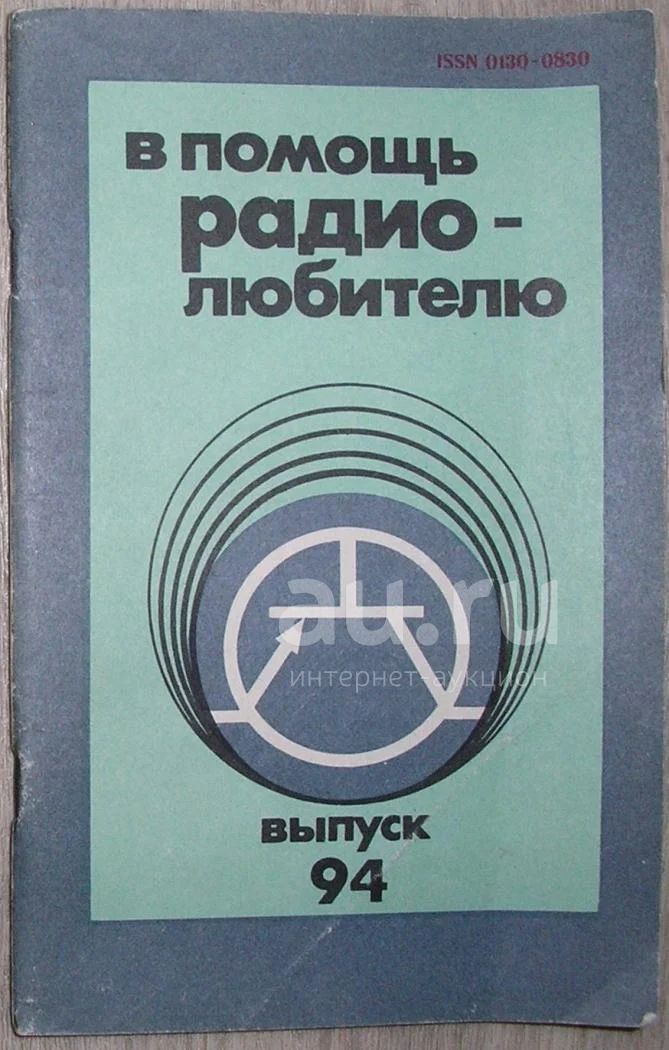 ISSN 0130-0830
в помощь
радио-
любителю
au.ru
интернет-аукцион
выпуск
94